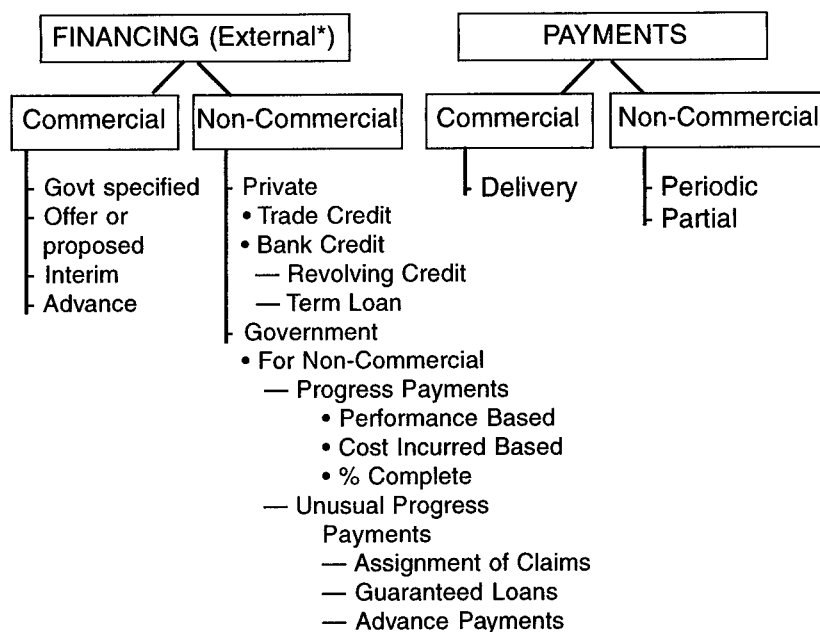 FINANCING (External*)
Commercial
Non-Commercial
- Govt specified
- Offer or
proposed
- Interim
- Advance
- Private
• Trade Credit
• Bank Credit
— Revolving Credit
— Term Loan
- Government
• For Non-Commercial
— Progress Payments
• Performance Based
• Cost Incurred Based
• % Complete
— Unusual Progress
Payments
— Assignment of Claims
— Guaranteed Loans
— Advance Payments
PAYMENTS
Commercial
Non-Commercial
- Delivery
- Periodic
- Partial